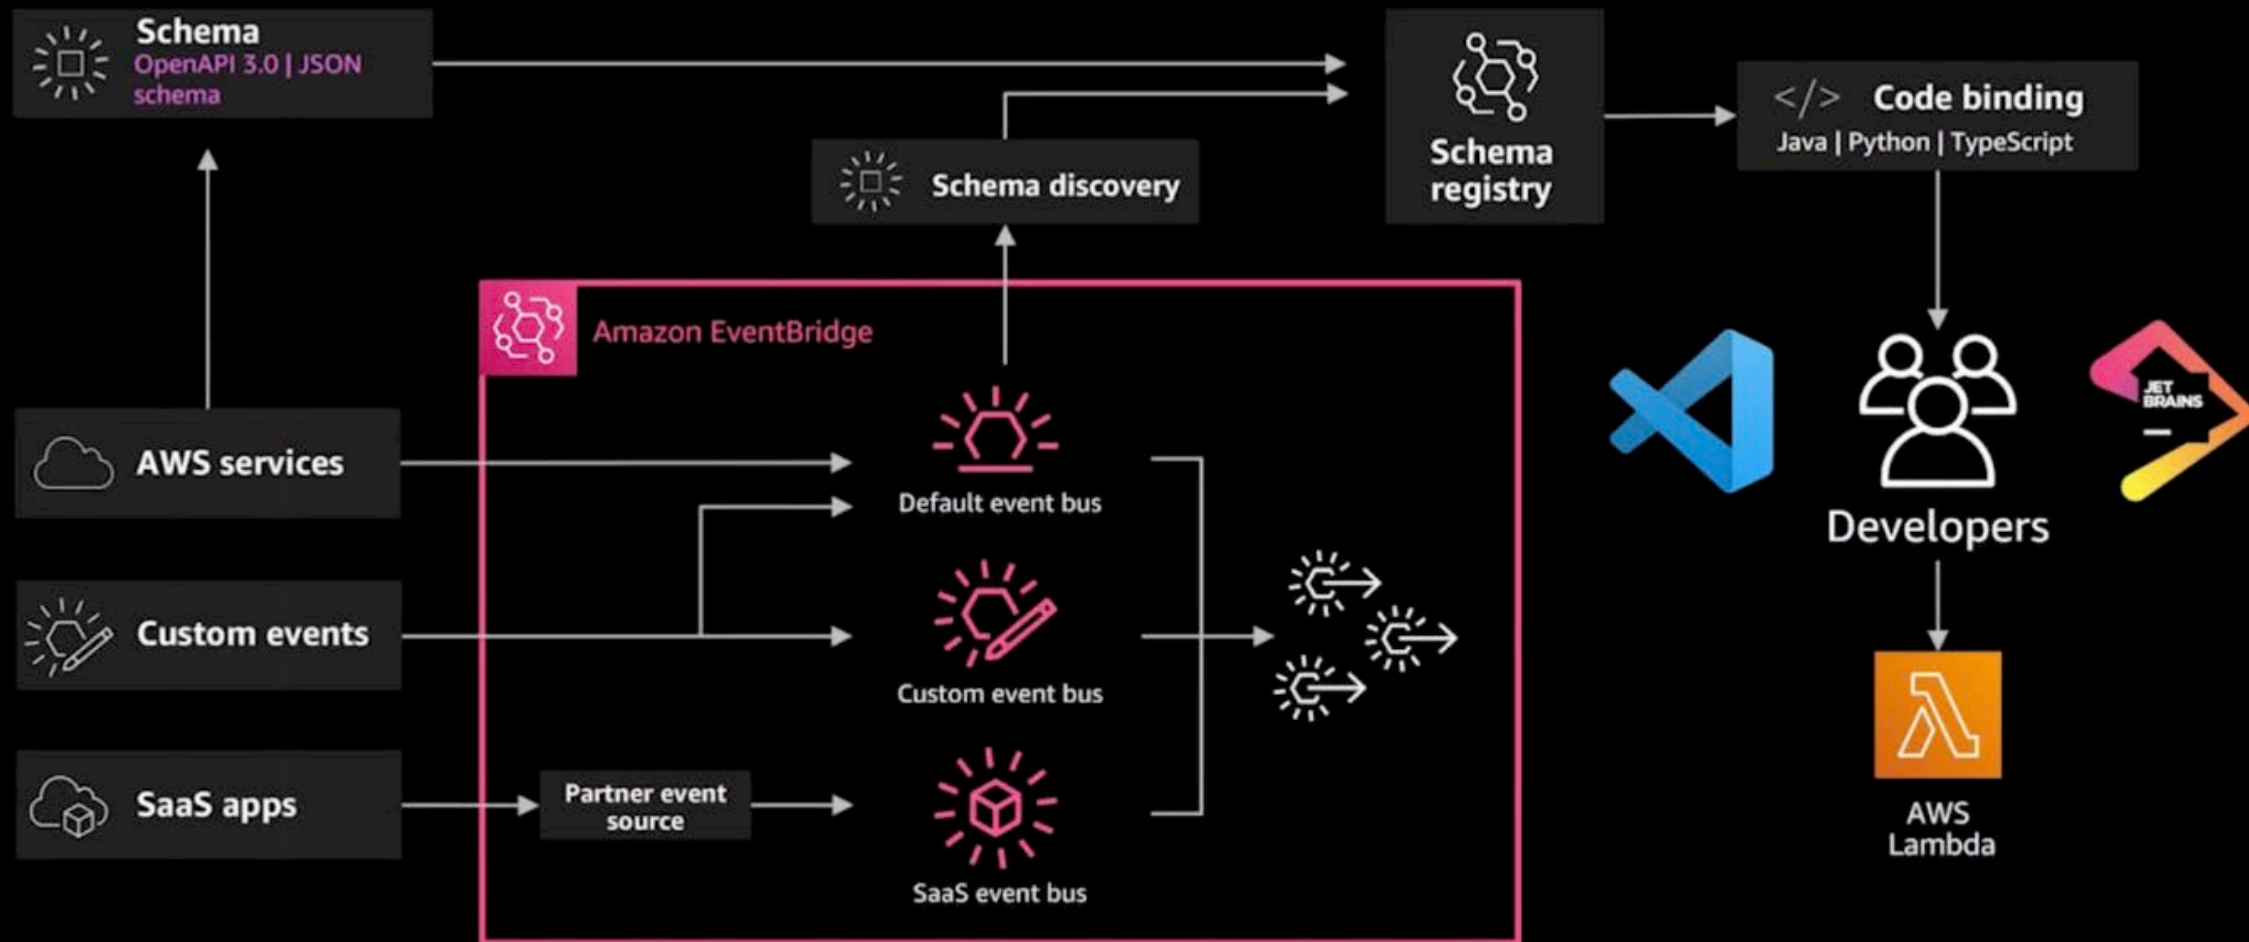 Schema
OpenAPI 3.0 | JSON
schema
Schema discovery
Schema
registry
</> Code binding
Java | Python | TypeScript
Amazon EventBridge
AWS services
Default event bus
Custom events
Custom event bus
SaaS apps
Partner event
source
SaaS event bus
JET
BRAINS
Developers
AWS
Lambda